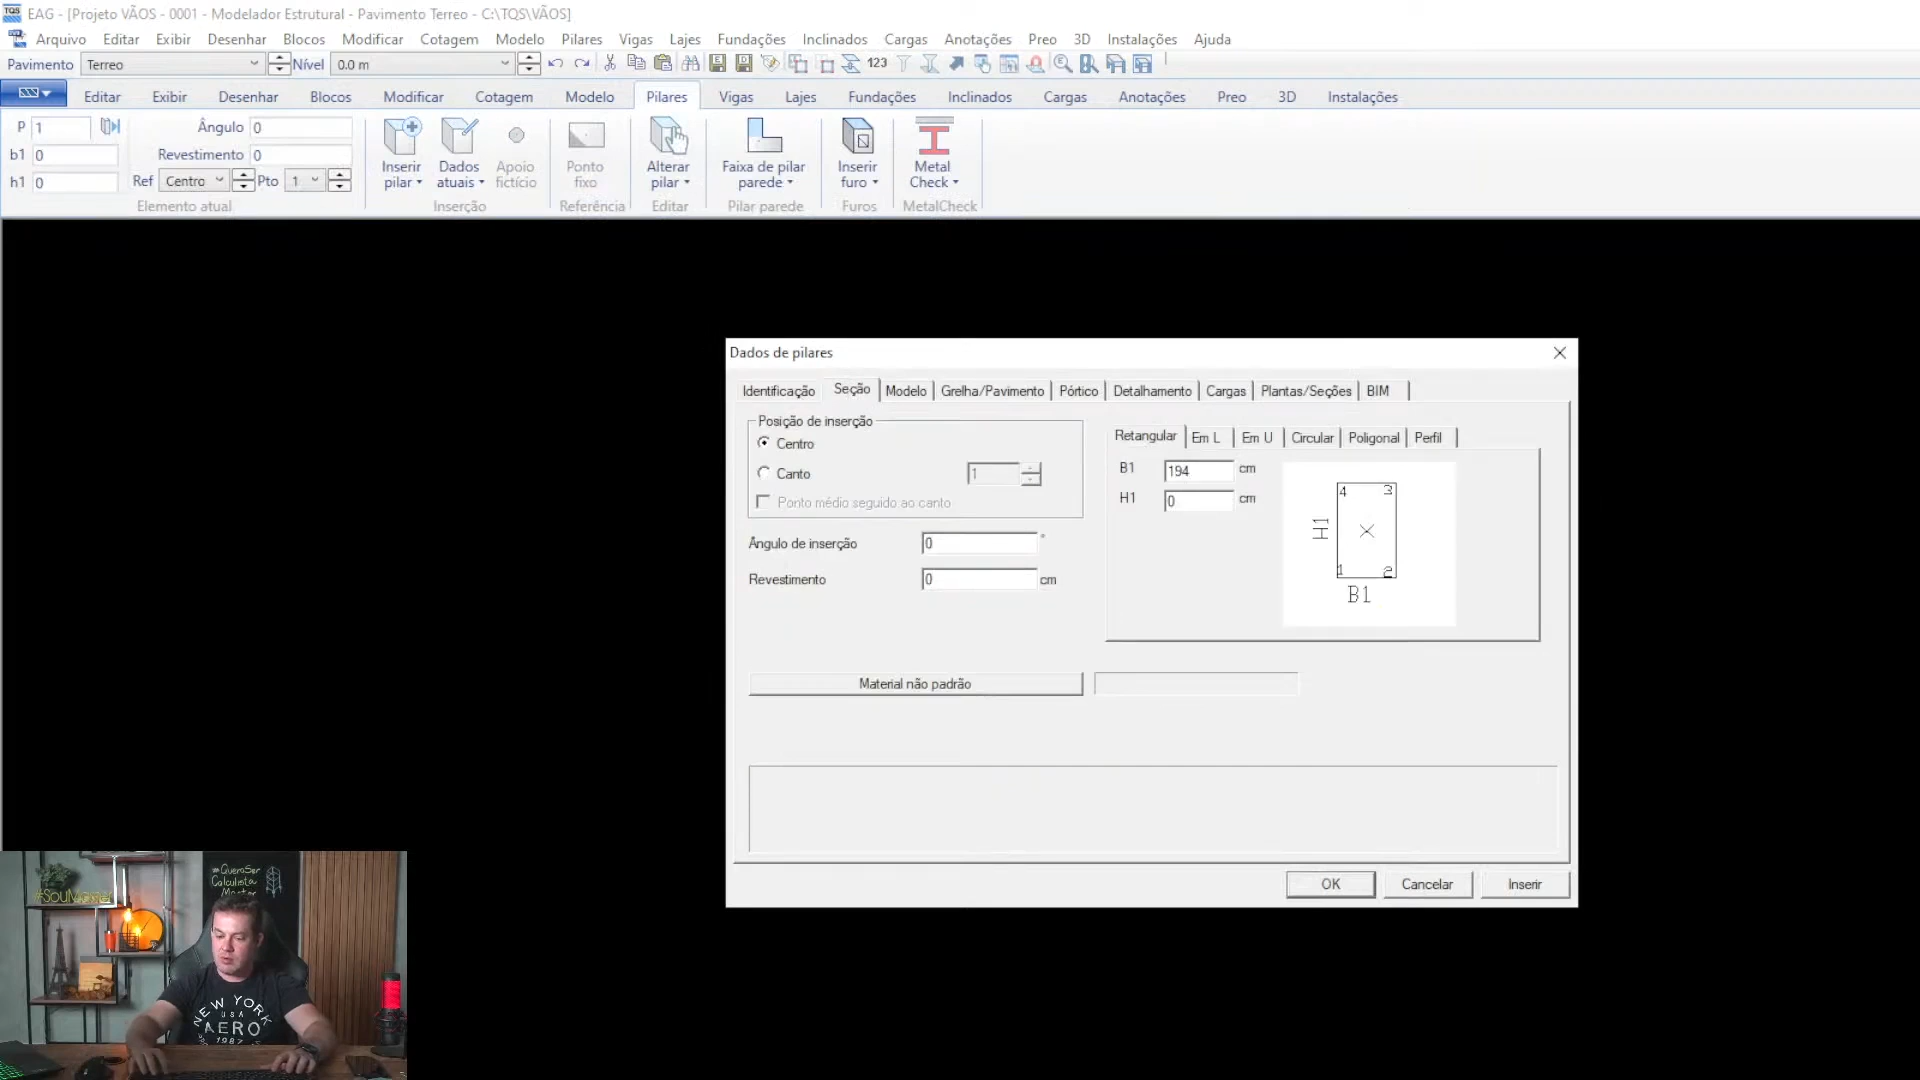 EAG - [Projeto VÃOS - 0001 - Modelador Estrutural - Pavimento Terreo - C:\TQS\VÃOS]
Arquivo Editar Exibir Desenhar Blocos Modificar Cotagem Modelo Pilares Vigas Lajes Fundações Inclinados Cargas Anotações Preo 3D Instalações Ajuda
Pavimento Terreo Nível 0.0 m 123
Editar Exibir Desenhar Blocos Modificar Cotagem Modelo Pilares Vigas Lajes Fundações Inclinados Cargas Anotações Preo 3D Instalações
P 1 Ângulo 0
b1 0 Revestimento 0
h1 0 Ref Centro Pto 1
Elemento atual
Inserir pilar
Dados atuais
Apoio fictício
Inserção
Ponto fixo
Referência
Alterar pilar
Editar
Faixa de pilar parede
Pilar parede
Inserir furo
Furos
Metal Check
MetalCheck
Dados de pilares
Identificação Seção Modelo Grelha/Pavimento Pórtico Detalhamento Cargas Plantas/Seções BIM
Posição de inserção
Centro
Canto 1
Ponto médio seguido ao canto
Ângulo de inserção 0 °
Revestimento 0 cm
Retangular Em L Em U Circular Poligonal Perfil
B1 194 cm
H1 0 cm
4 3
H1
1 2
B1
Material não padrão
OK Cancelar Inserir
#QueroSer
Calculista
Master
#SouMaster
NEW YORK
USA
AERO
1987